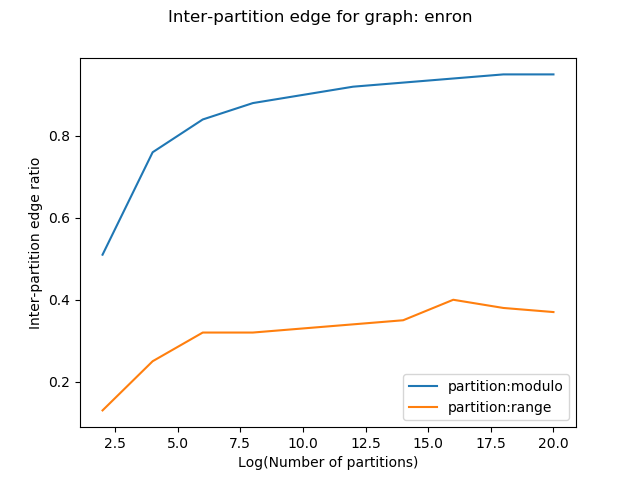 Inter-partition edge for graph: enron
Inter-partition edge ratio
0.8
0.6
0.4
0.2
partition:modulo
partition:range
2.5 5.0 7.5 10.0 12.5 15.0 17.5 20.0
Log(Number of partitions)